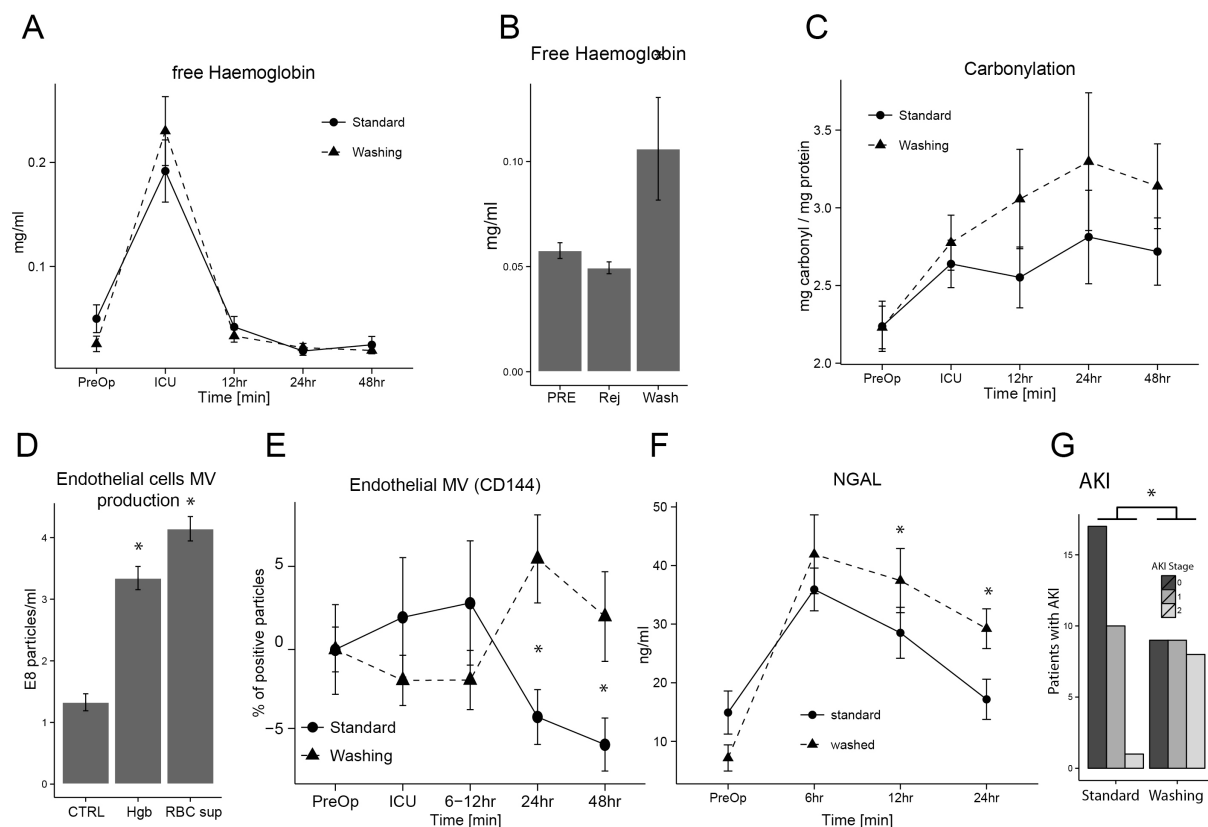 A
free Haemoglobin
mg/ml
0.2
0.1
Standard
Washing
PreOp
ICU
12hr
24hr
48hr
Time [min]
B
Free Haemoglobin
*
mg/ml
0.10
0.05
0.00
PRE
Rej
Wash
C
Carbonylation
mg carbonyl / mg protein
3.5
3.0
2.5
2.0
Standard
Washing
PreOp
ICU
12hr
24hr
48hr
Time [min]
D
Endothelial cells MV
production
*
*
E8 particles/ml
4
3
2
1
0
CTRL
Hgb
RBC sup
E
Endothelial MV (CD144)
% of positive particles
5
0
−5
*
*
Standard
Washing
PreOp
ICU
6−12hr
24hr
48hr
Time [min]
F
NGAL
ng/ml
50
40
30
20
10
*
*
standard
washed
PreOp
6hr
12hr
24hr
Time [min]
G
AKI
*
Patients with AKI
15
10
5
0
AKI Stage
0
1
2
Standard
Washing